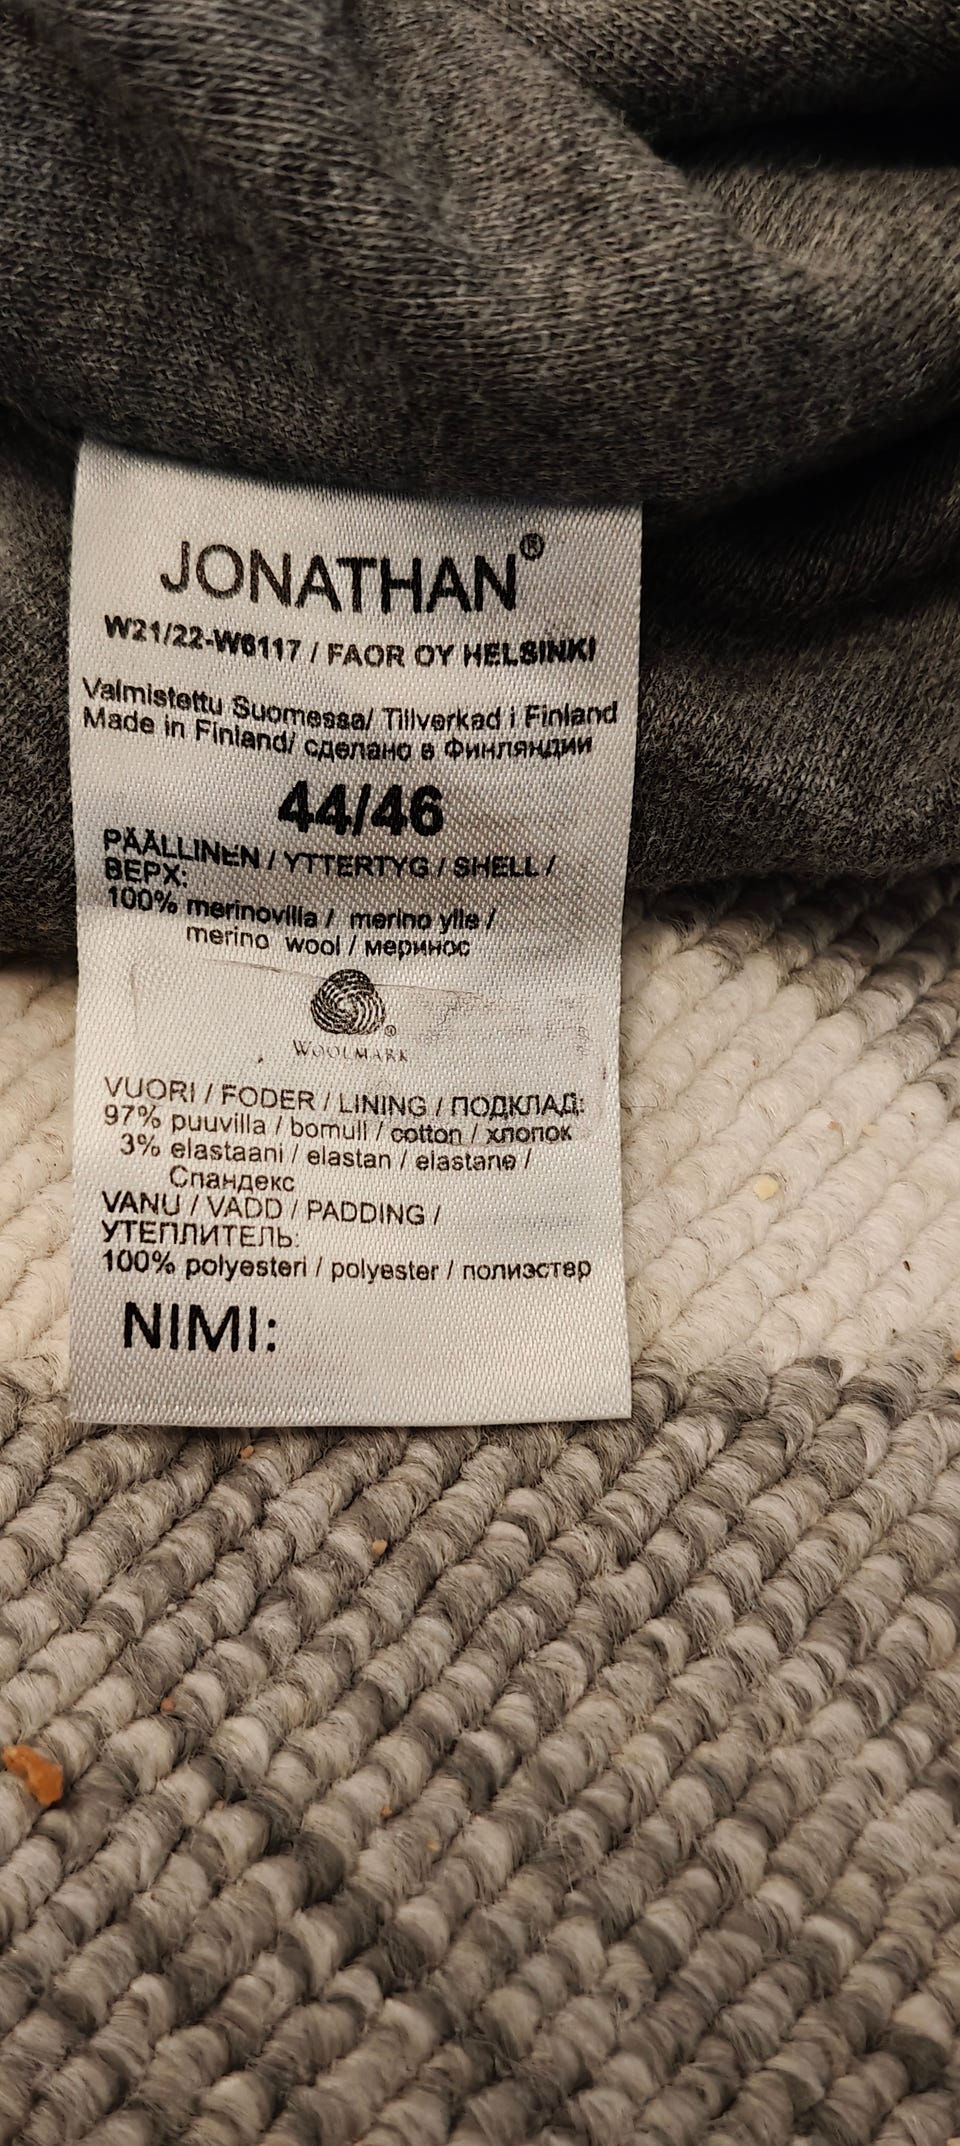 JONATHAN®
W21/22-W6117 / FAOR OY HELSINKI
Valmistettu Suomessa/ Tillverkad i Finland
Made in Finland/ сделано в Финляндии
44/46
PÄÄLLINEN / YTTERTYG / SHELL /
ВЕРХ:
100% merinovilla / merino ylle /
merino wool / меринос
WOOLMARK®
VUORI / FODER / LINING / ПОДКЛАД:
97% puuvilla / bomull / cotton / хлопок
3% elastaani / elastan / elastane /
Спандекс
VANU / VADD / PADDING /
УТЕПЛИТЕЛЬ:
100% polyesteri / polyester / полиэстер
NIMI: